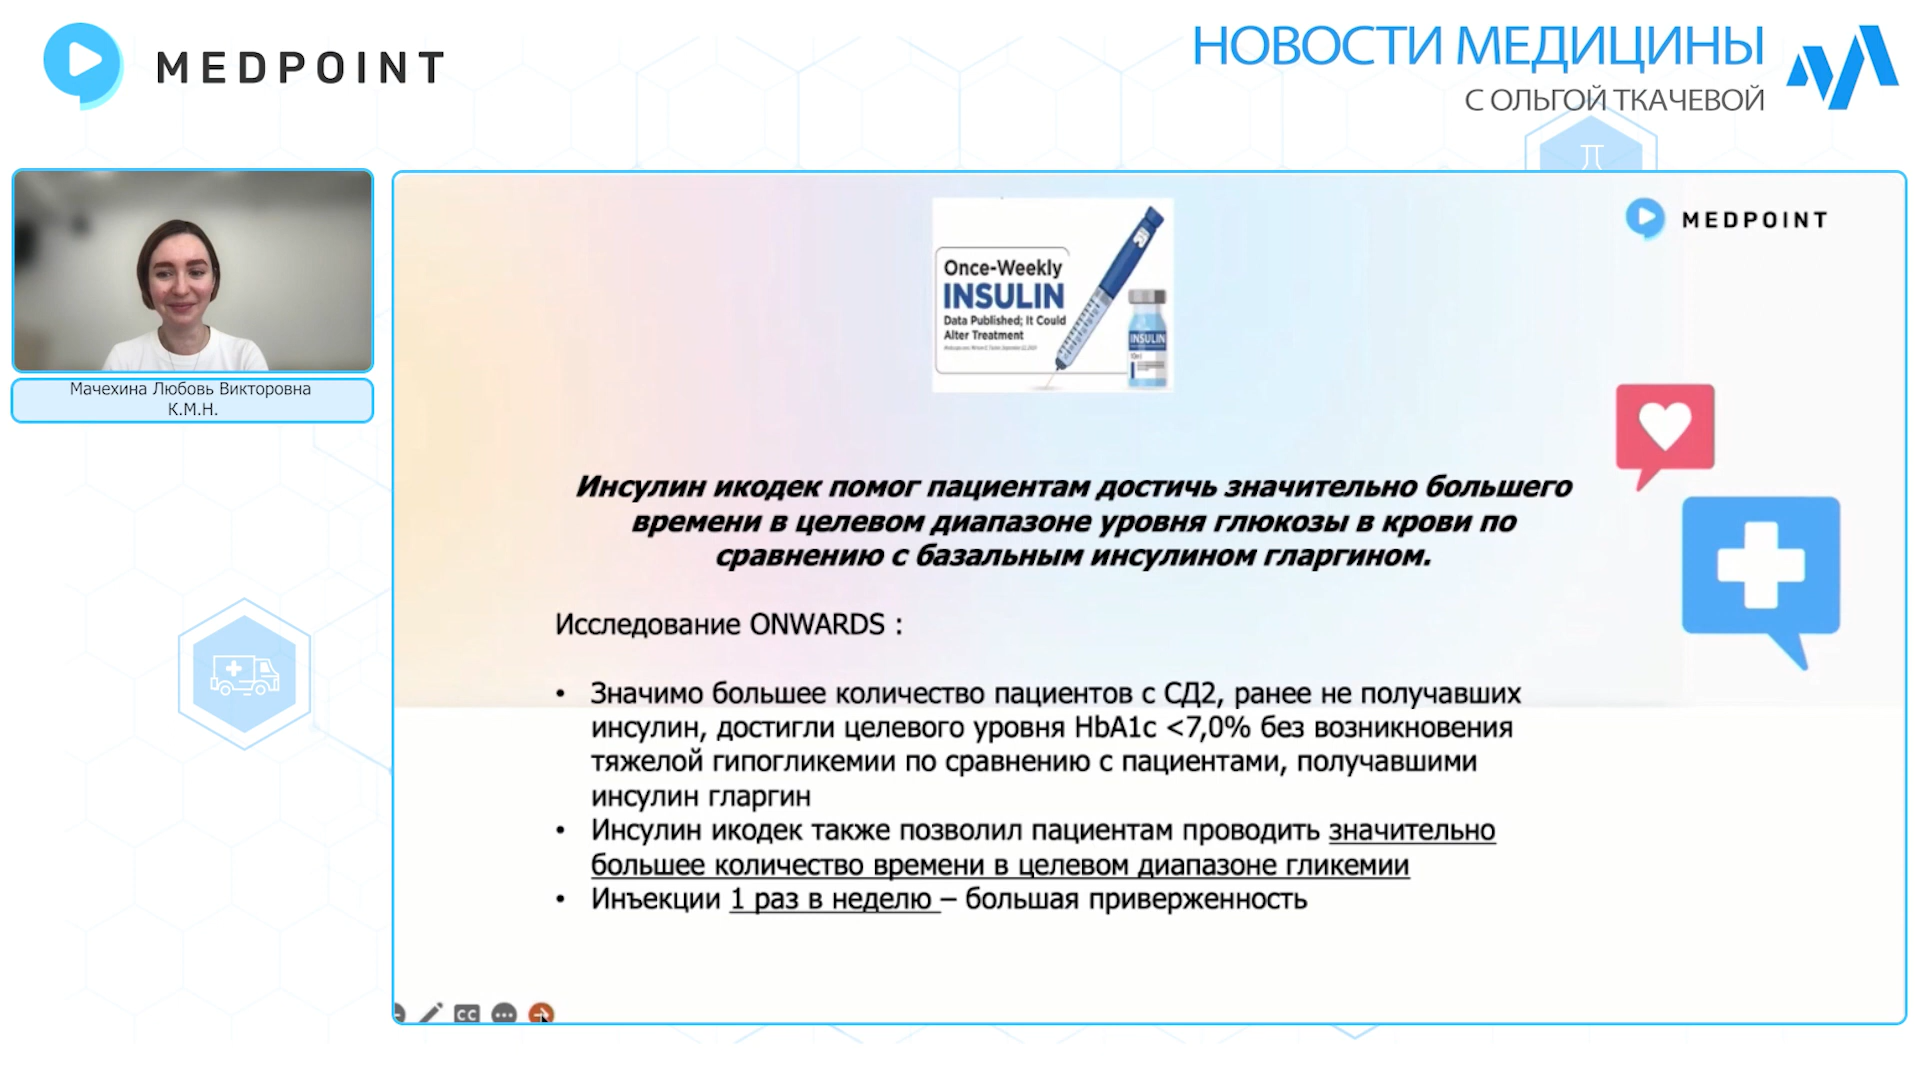 MEDPOINT
НОВОСТИ МЕДИЦИНЫ
С ОЛЬГОЙ ТКАЧЕВОЙ
Мачехина Любовь Викторовна
К.М.Н.
MEDPOINT
Once-Weekly
INSULIN
Data Published; It Could
Alter Treatment
INSULIN
Инсулин икодек помог пациентам достичь значительно большего
времени в целевом диапазоне уровня глюкозы в крови по
сравнению с базальным инсулином гларгином.
Исследование ONWARDS :
• Значимо большее количество пациентов с СД2, ранее не получавших
инсулин, достигли целевого уровня HbA1c <7,0% без возникновения
тяжелой гипогликемии по сравнению с пациентами, получавшими
инсулин гларгин
• Инсулин икодек также позволил пациентам проводить значительно
большее количество времени в целевом диапазоне гликемии
• Инъекции 1 раз в неделю – большая приверженность
CC